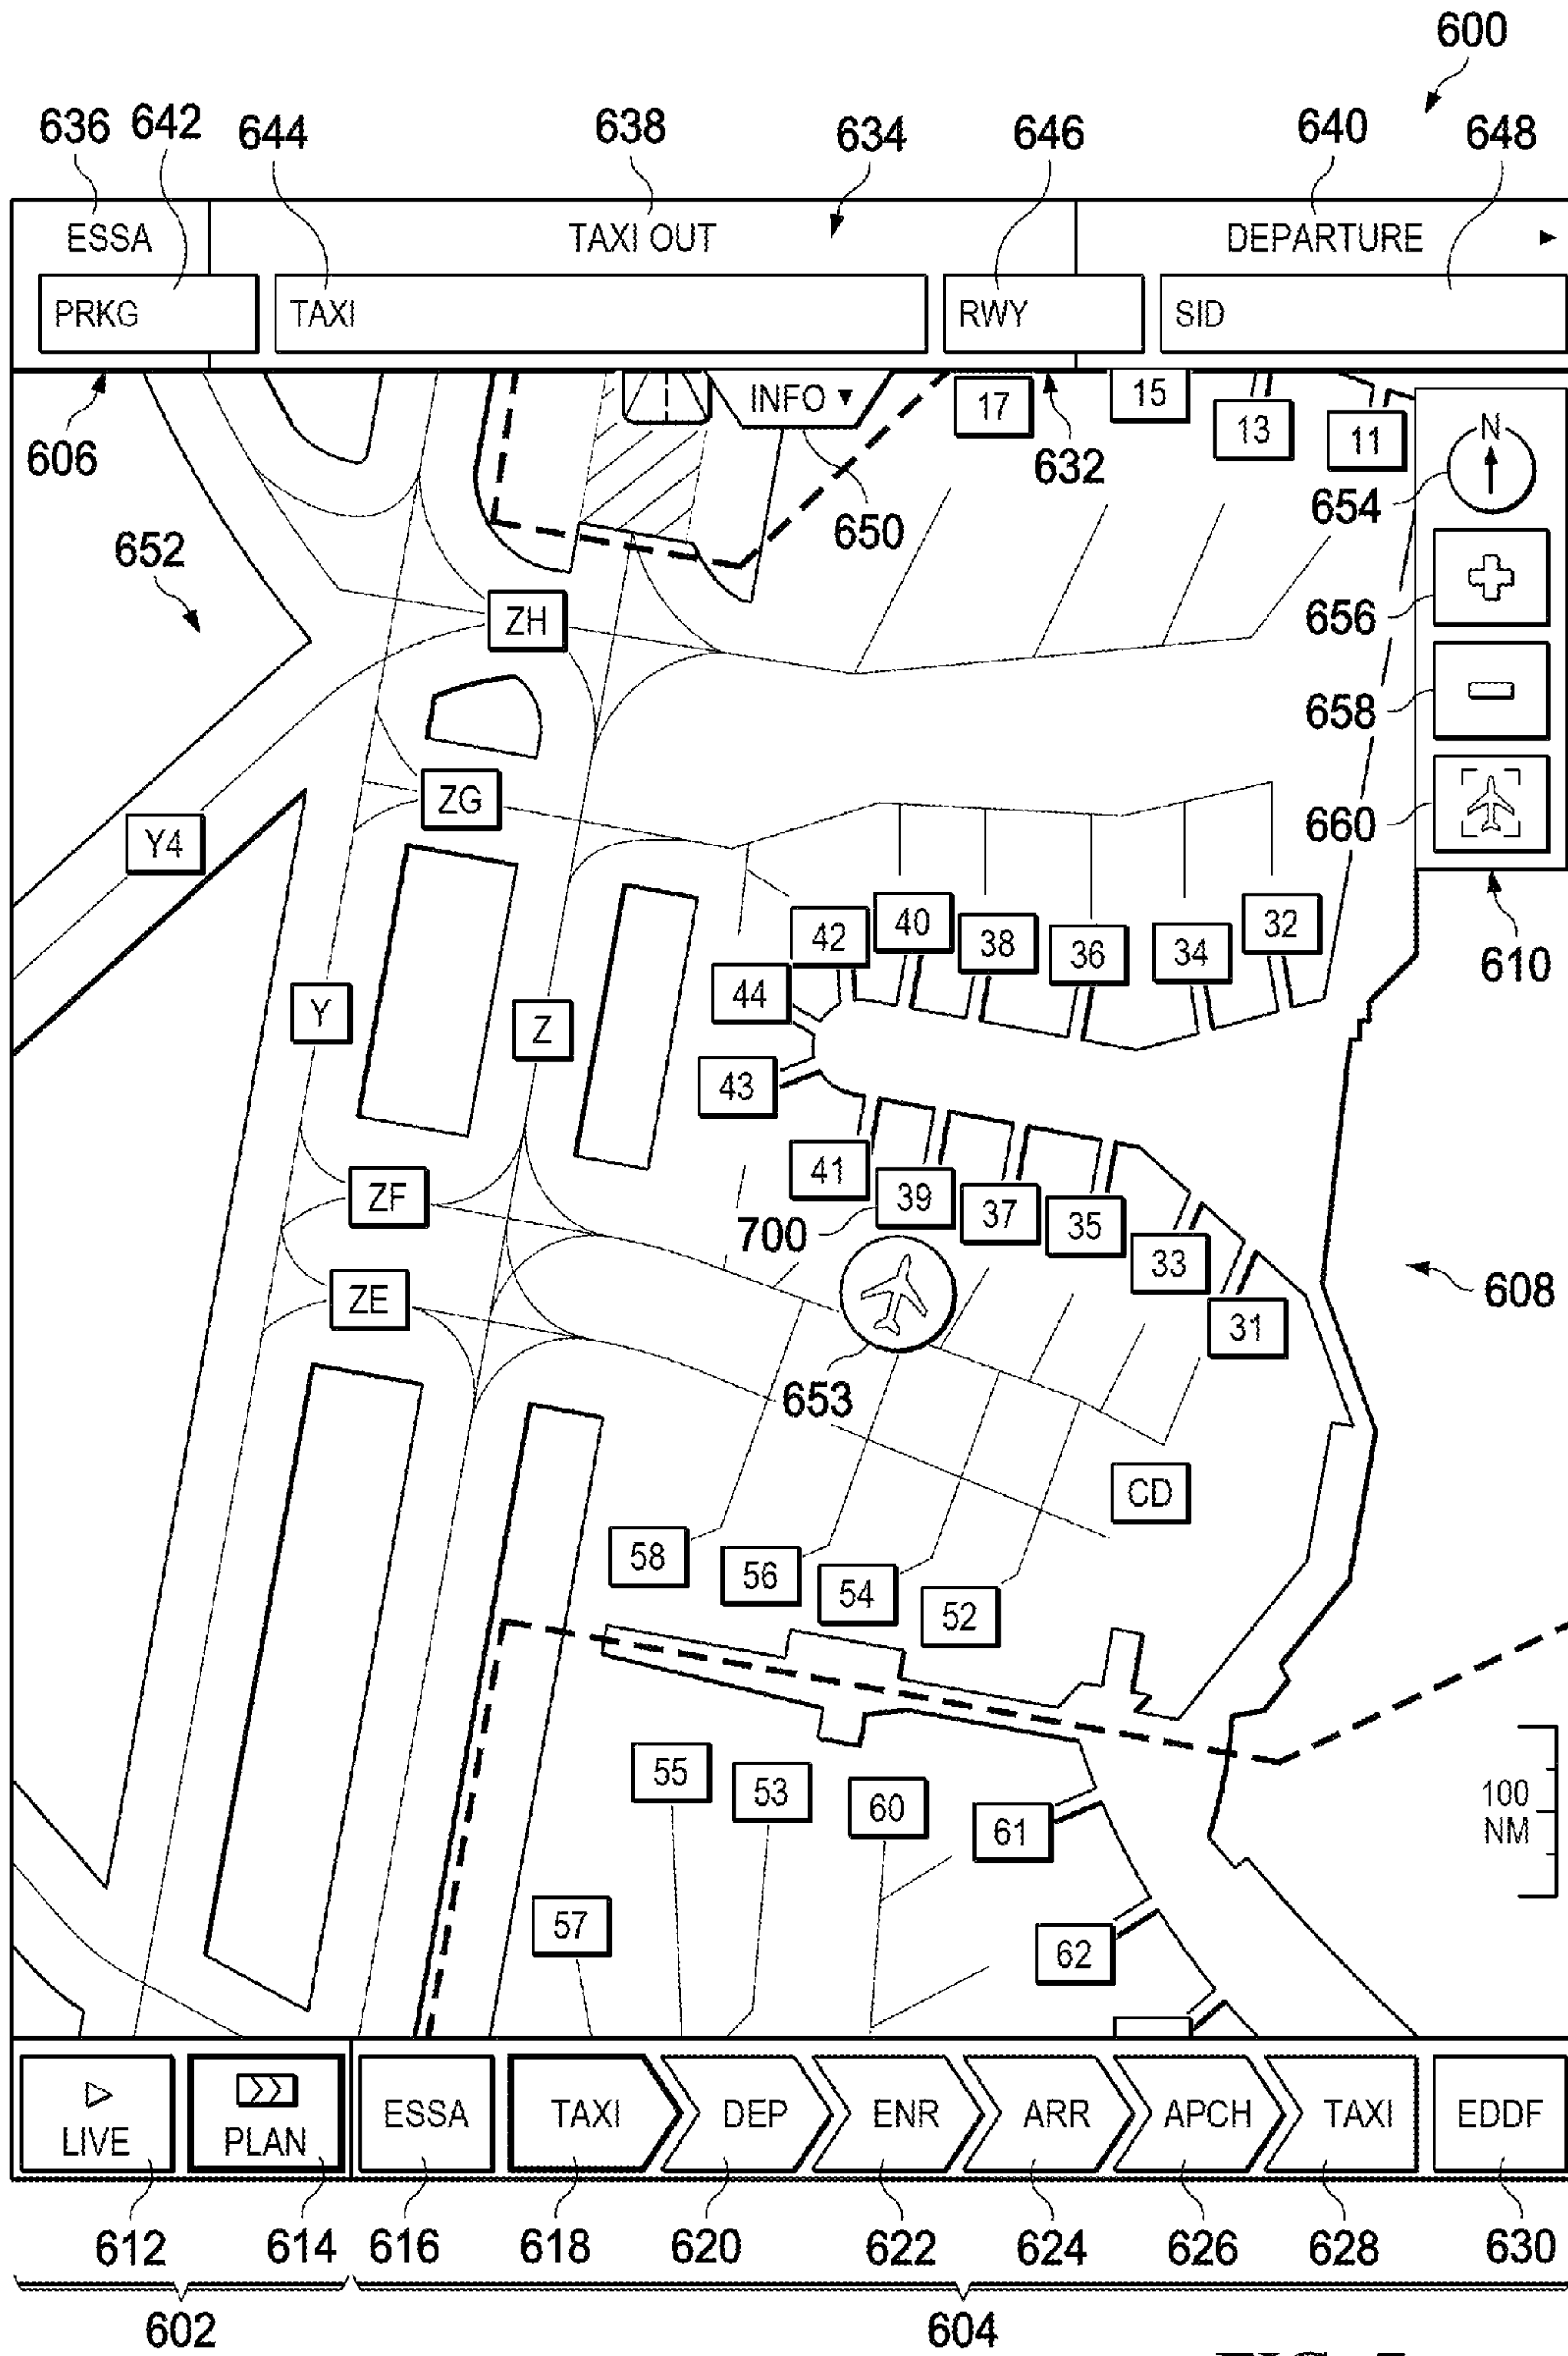 600
636 642 644 638 634 646 640 648
ESSA TAXI OUT DEPARTURE ►
PRKG TAXI RWY SID
INFO ▼ 17 15 13 11
606 632 N
652 650 654
ZH 656
658
ZG
Y4 660
42 40 38 36 34 32
44 610
Y Z
43
41
ZF 39 37 35
700 33
ZE 608
31
653
CD
58 56 54
52
55 53 60 61
100
NM
57
62
LIVE PLAN ESSA TAXI DEP ENR ARR APCH TAXI EDDF
612 614 616 618 620 622 624 626 628 630
602 604